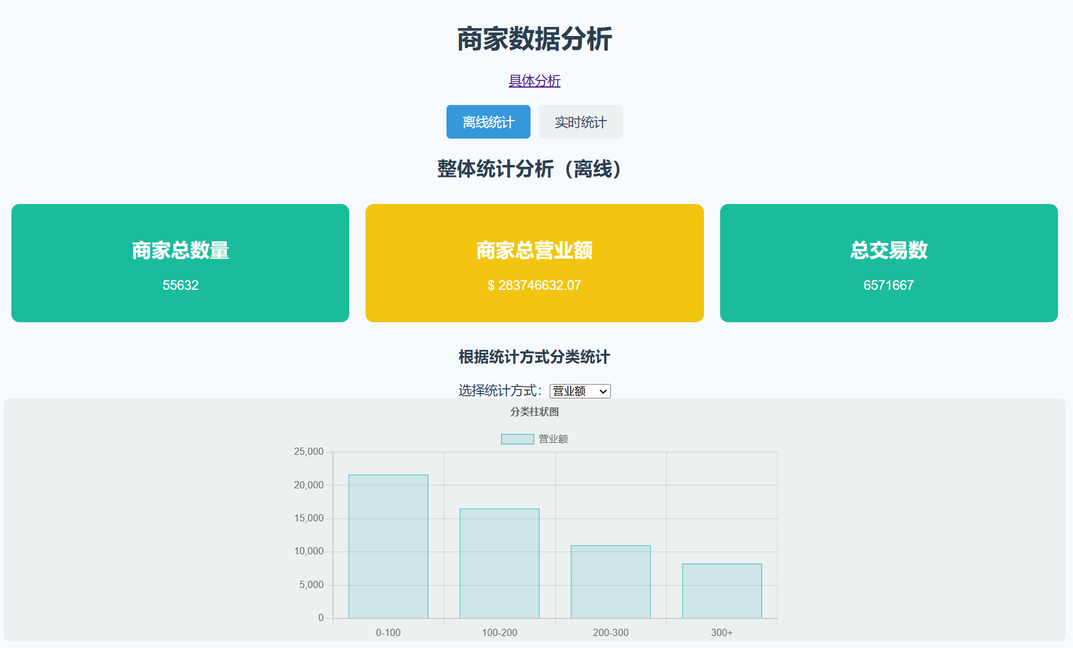 商家数据分析
具体分析
离线统计 实时统计
整体统计分析（离线）
商家总数量 商家总营业额 总交易数
55632 $ 283746632.07 6571667
根据统计方式分类统计
选择统计方式： 营业额
分类柱状图
营业额
25,000
20,000
15,000
10,000
5,000
0
0-100 100-200 200-300 300+